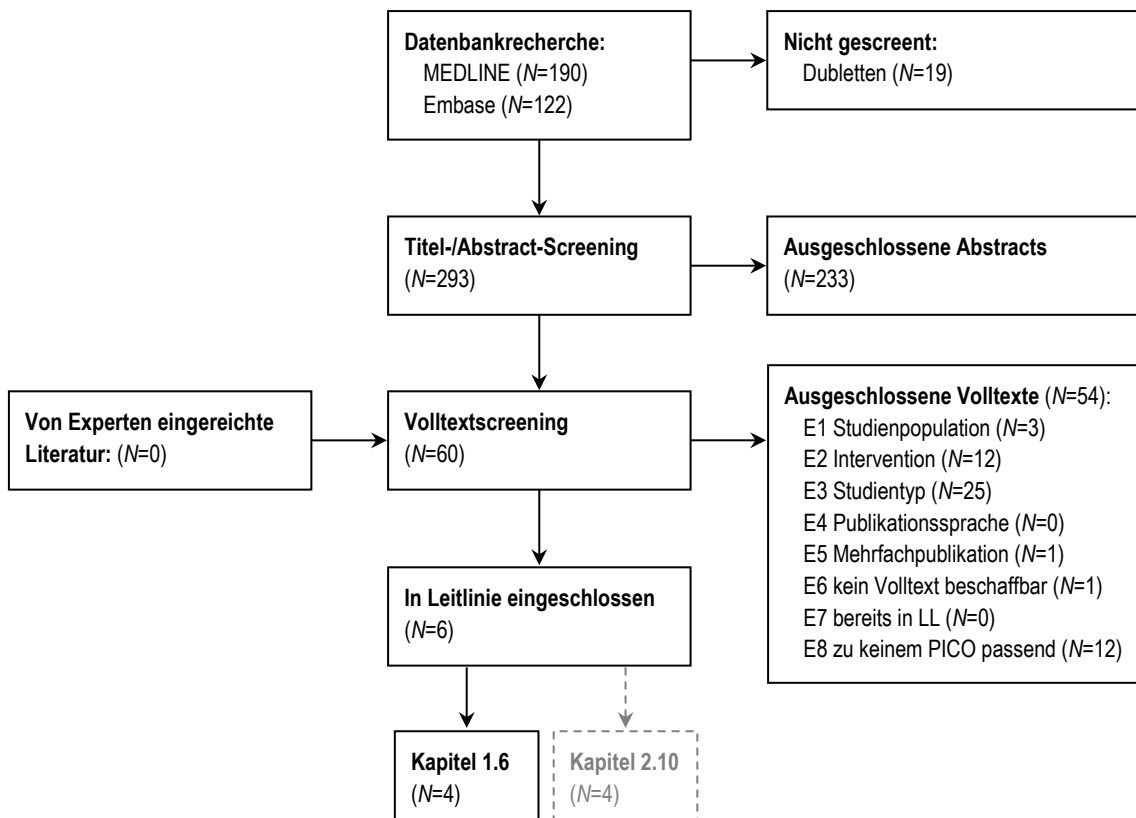 Datenbankrecherche:
MEDLINE (N=190)
Embase (N=122)
Nicht gescreent:
Dubletten (N=19)
Titel-/Abstract-Screening
(N=293)
Ausgeschlossene Abstracts
(N=233)
Von Experten eingereichte
Literatur: (N=0)
Volltextscreening
(N=60)
Ausgeschlossene Volltexte (N=54):
E1 Studienpopulation (N=3)
E2 Intervention (N=12)
E3 Studientyp (N=25)
E4 Publikationssprache (N=0)
E5 Mehrfachpublikation (N=1)
E6 kein Volltext beschaffbar (N=1)
E7 bereits in LL (N=0)
E8 zu keinem PICO passend (N=12)
In Leitlinie eingeschlossen
(N=6)
Kapitel 1.6
(N=4)
Kapitel 2.10
(N=4)